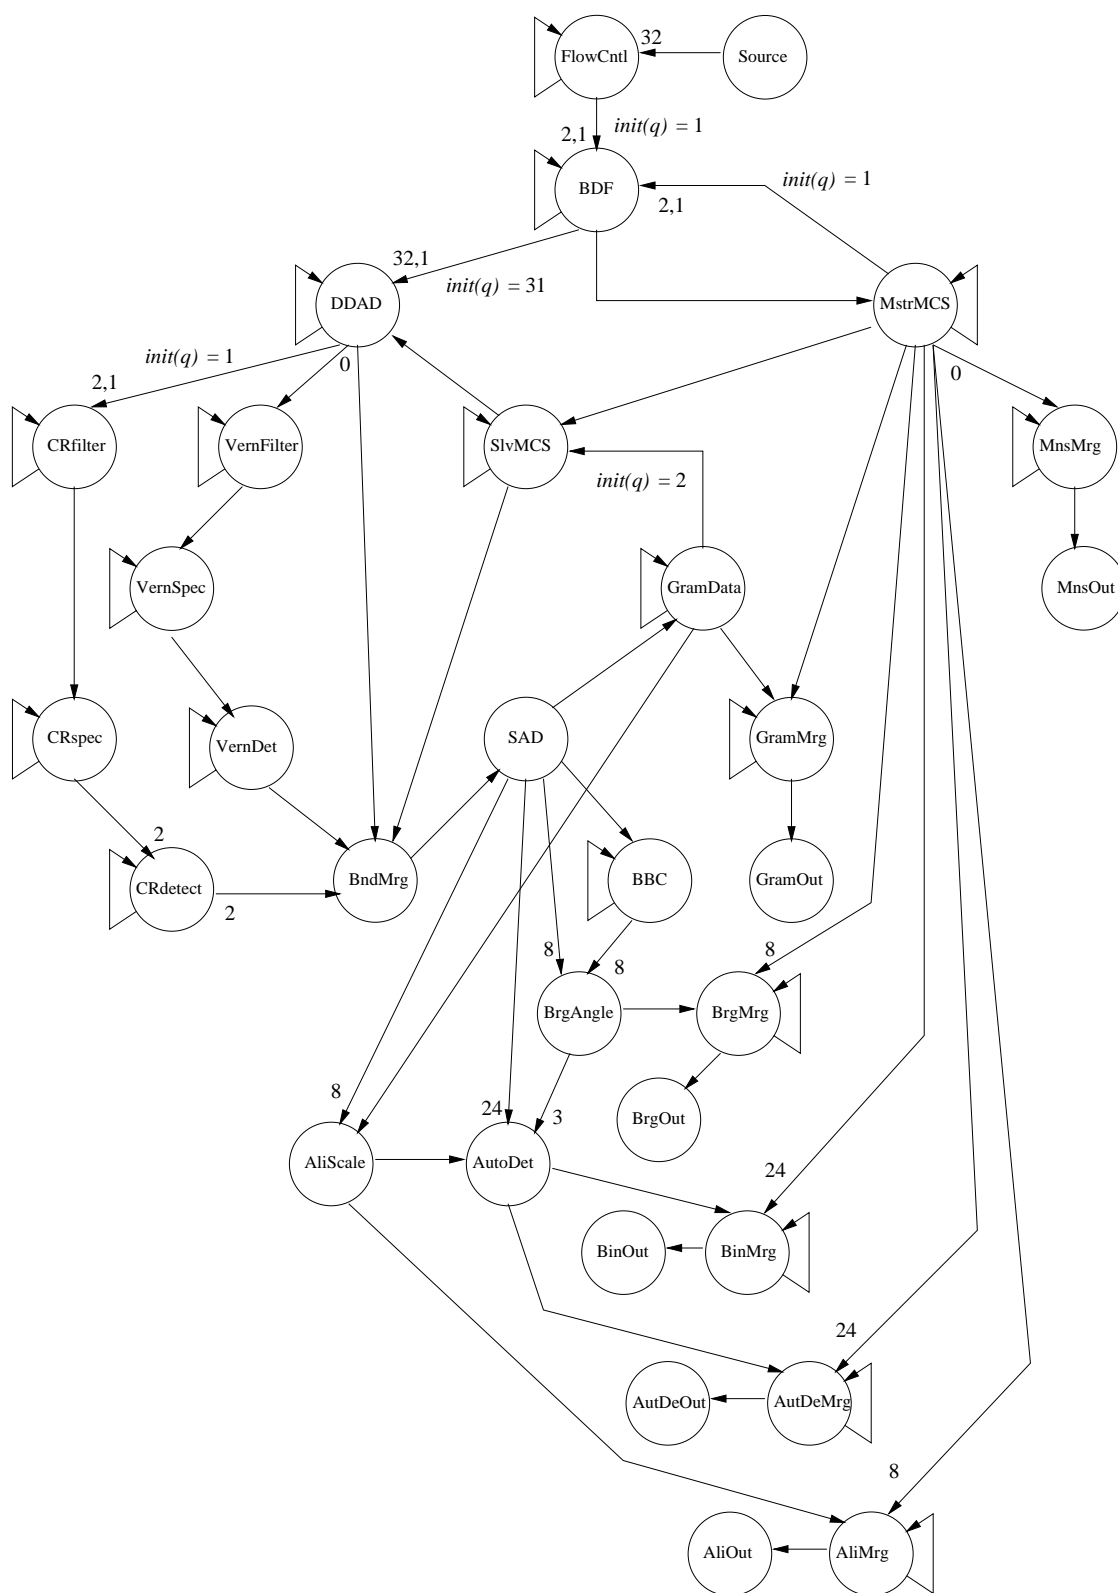 32
FlowCntl
Source
init(q) = 1
2,1
BDF
init(q) = 1
2,1
32,1
init(q) = 31
DDAD
MstrMCS
init(q) = 1
0
0
2,1
CRfilter
VernFilter
SlvMCS
MnsMrg
init(q) = 2
VernSpec
GramData
MnsOut
CRspec
VernDet
SAD
GramMrg
2
CRdetect
2
BndMrg
BBC
GramOut
8
8
8
BrgAngle
BrgMrg
8
24
3
BrgOut
AliScale
AutoDet
24
BinOut
BinMrg
24
AutDeOut
AutDeMrg
8
AliOut
AliMrg